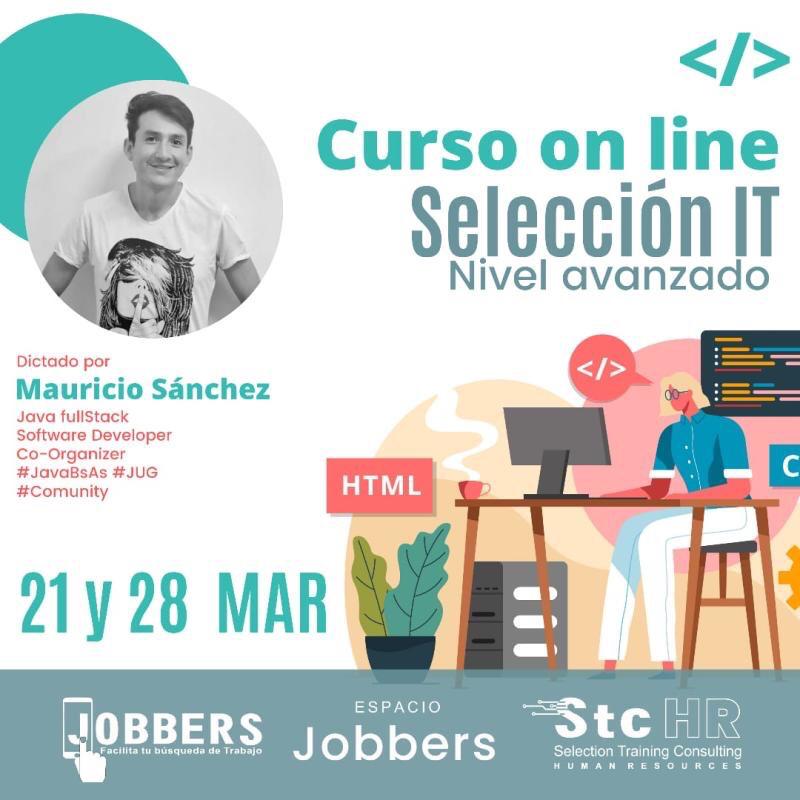 </>
Curso on line
Selección IT
Nivel avanzado
Dictado por
Mauricio Sánchez
Java fullStack
Software Developer
Co-Organizer
#JavaBsAs #JUG
#Comunity
</>
HTML
C
21 y 28 MAR
JOBBERS
Facilita tu búsqueda de Trabajo
ESPACIO
Jobbers
Stc HR
Selection Training Consulting
HUMAN RESOURCES